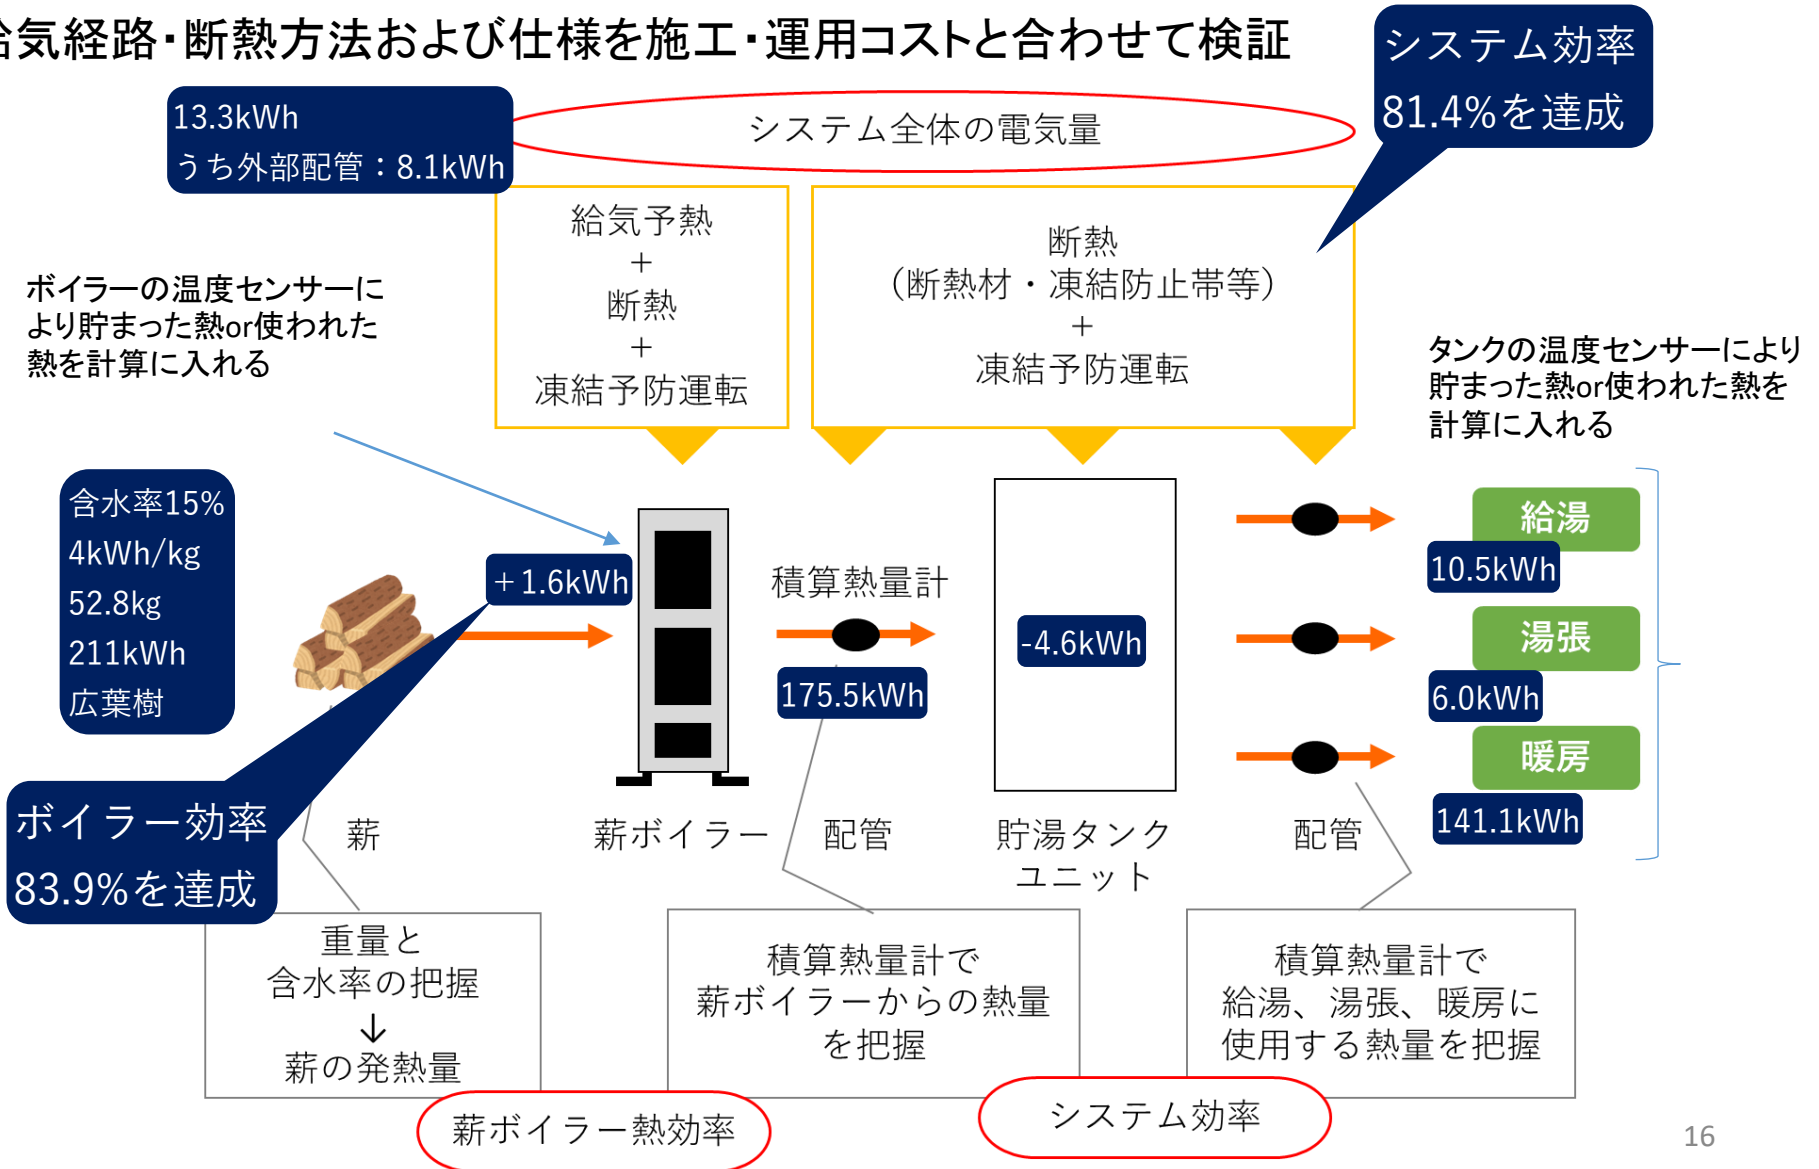 給気経路・断熱方法および仕様を施工・運用コストと合わせて検証
システム効率
81.4%を達成
13.3kWh
うち外部配管：8.1kWh
システム全体の電気量
給気予熱
＋
断熱
＋
凍結予防運転
断熱
（断熱材・凍結防止帯等）
＋
凍結予防運転
ボイラーの温度センサーに
より貯まった熱or使われた
熱を計算に入れる
タンクの温度センサーにより
貯まった熱or使われた熱を
計算に入れる
含水率15%
4kWh/kg
52.8kg
211kWh
広葉樹
＋1.6kWh
積算熱量計
175.5kWh
-4.6kWh
給湯
10.5kWh
湯張
6.0kWh
暖房
141.1kWh
ボイラー効率
83.9%を達成
薪
薪ボイラー
配管
貯湯タンク
ユニット
配管
重量と
含水率の把握
↓
薪の発熱量
積算熱量計で
薪ボイラーからの熱量
を把握
積算熱量計で
給湯、湯張、暖房に
使用する熱量を把握
薪ボイラー熱効率
システム効率
16